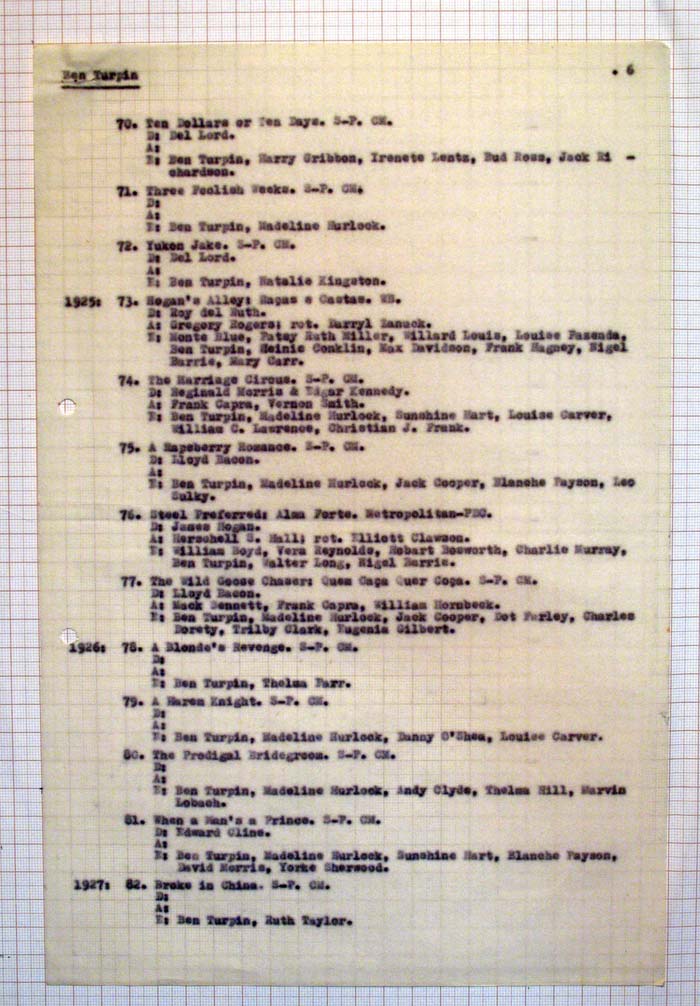 Ben Turpin . 6
70. Ten Dollars or Ten Days. S-P. CM.
D: Del Lord.
A:
E: Ben Turpin, Harry Gribbon, Irenete Lentz, Bud Ross, Jack Ri -
chardson.
71. Three Foolish Weeks. S-P. CM.
D:
A:
E: Ben Turpin, Madeline Hurlock.
72. Yukon Jake. S-P. CM.
D: Del Lord.
A:
E: Ben Turpin, Natalie Kingston.
1925: 73. Hogan's Alley: Raças e Castas. WB.
D: Roy del Ruth.
A: Gregory Rogers; rot. Darryl Zanuck.
E: Monte Blue, Patsy Ruth Miller, Willard Louis, Louise Fazenda,
Ben Turpin, Heinie Conklin, Max Davidson, Frank Hagney, Nigel
Barrie, Mary Carr.
74. The Marriage Circus. S-P. CM.
D: Reginald Morris & Edgar Kennedy.
A: Frank Capra, Vernon Smith.
E: Ben Turpin, Madeline Hurlock, Sunshine Hart, Louise Carver,
William C. Lawrence, Christian J. Frank.
75. A Rapsberry Romance. S-P. CM.
D: Lloyd Bacon.
A:
E: Ben Turpin, Madeline Hurlock, Jack Cooper, Blanche Payson, Leo
Sulky.
76. Steel Preferred: Alma Forte. Metropolitan-PDC.
D: James Hogan.
A: Herschell S. Hall; rot. Elliott Clawson.
E: William Boyd, Vera Reynolds, Hobart Bosworth, Charlie Murray,
Ben Turpin, Walter Long, Nigel Barrie.
77. The Wild Goose Chaser: Quem Caça Quer Coça. S-P. CM.
D: Lloyd Bacon.
A: Mack Sennett, Frank Capra, William Hornbeck.
E: Ben Turpin, Madeline Hurlock, Jack Cooper, Dot Farley, Charles
Dorety, Trilby Clark, Eugenia Gilbert.
1926: 78. A Blonde's Revenge. S-P. CM.
D:
A:
E: Ben Turpin, Thelma Parr.
79. A Harem Knight. S-P. CM.
D:
A:
E: Ben Turpin, Madeline Hurlock, Danny O'Shea, Louise Carver.
80. The Prodigal Bridegroom. S-P. CM.
D:
A:
E: Ben Turpin, Madeline Hurlock, Andy Clyde, Thelma Hill, Marvin
Lobach.
81. When a Man's a Prince. S-P. CM.
D: Edward Cline.
A:
E: Ben Turpin, Madeline Hurlock, Sunshine Hart, Blanche Payson,
David Morris, Yorke Sherwood.
1927: 82. Broke in China. S-P. CM.
D:
A:
E: Ben Turpin, Ruth Taylor.